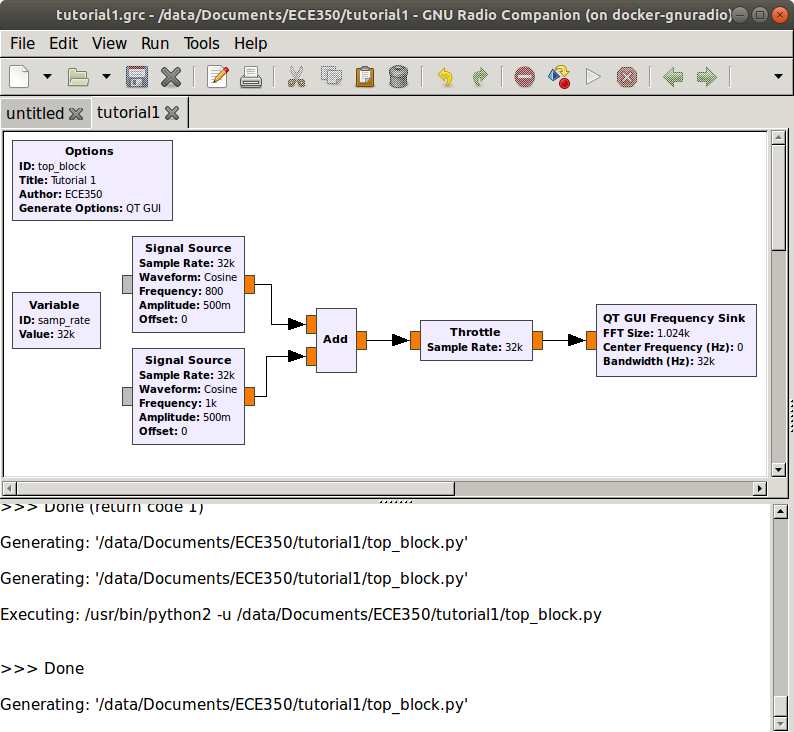 tutorial1.grc - /data/Documents/ECE350/tutorial1 - GNU Radio Companion (on docker-gnuradio)
File Edit View Run Tools Help
untitled tutorial1
Options
ID: top_block
Title: Tutorial 1
Author: ECE350
Generate Options: QT GUI
Variable
ID: samp_rate
Value: 32k
Signal Source
Sample Rate: 32k
Waveform: Cosine
Frequency: 800
Amplitude: 500m
Offset: 0
Signal Source
Sample Rate: 32k
Waveform: Cosine
Frequency: 1k
Amplitude: 500m
Offset: 0
Add
Throttle
Sample Rate: 32k
QT GUI Frequency Sink
FFT Size: 1.024k
Center Frequency (Hz): 0
Bandwidth (Hz): 32k
>>> Done (return code 1)
Generating: '/data/Documents/ECE350/tutorial1/top_block.py'
Generating: '/data/Documents/ECE350/tutorial1/top_block.py'
Executing: /usr/bin/python2 -u /data/Documents/ECE350/tutorial1/top_block.py
>>> Done
Generating: '/data/Documents/ECE350/tutorial1/top_block.py'